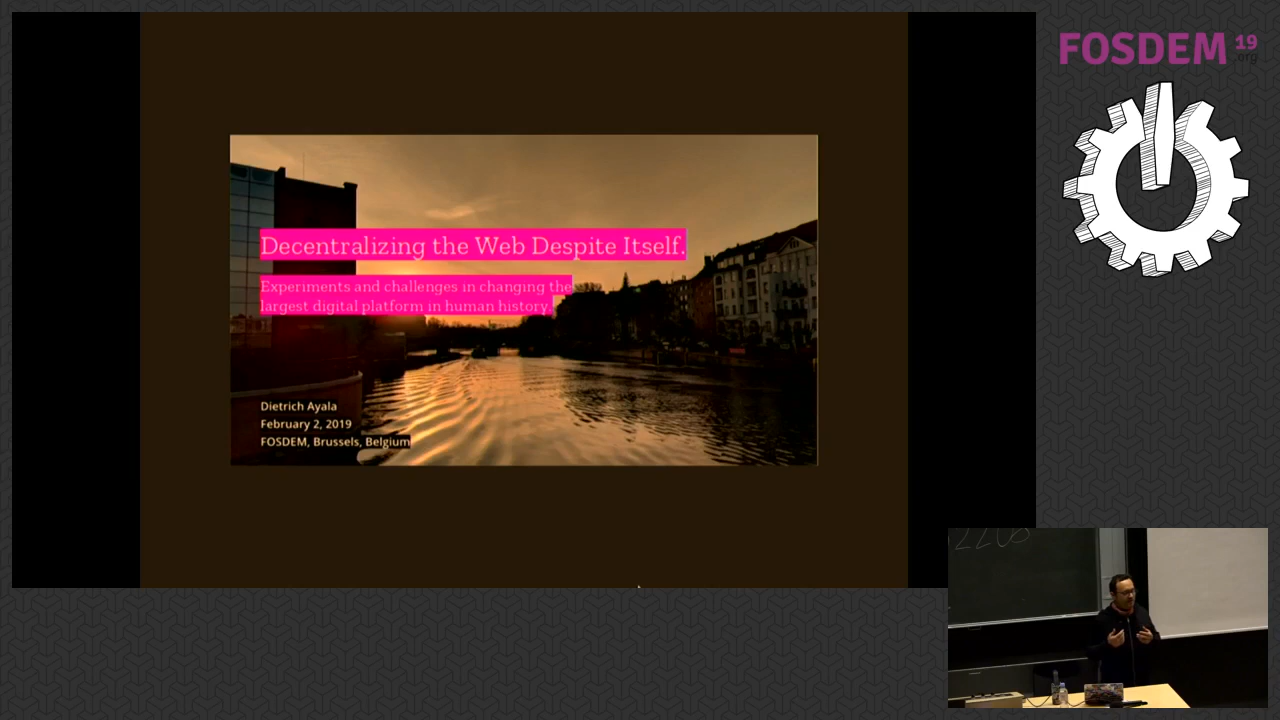 FOSDEM 19
.org
Decentralizing the Web Despite Itself.
Experiments and challenges in changing the
largest digital platform in human history.
Dietrich Ayala
February 2, 2019
FOSDEM, Brussels, Belgium